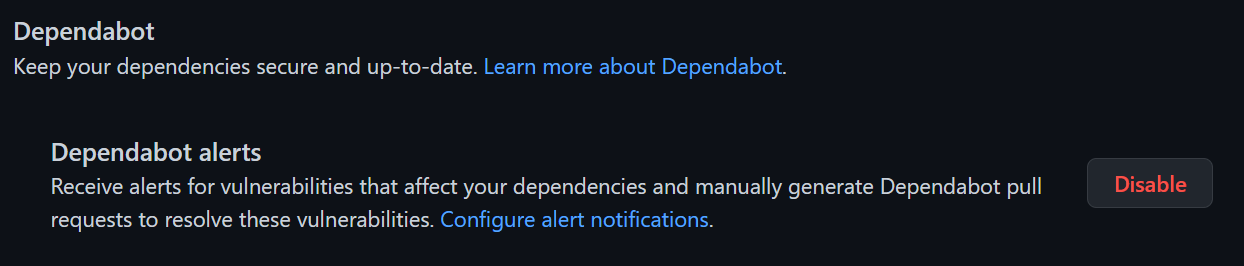 Dependabot
Keep your dependencies secure and up-to-date. Learn more about Dependabot.
Dependabot alerts
Receive alerts for vulnerabilities that affect your dependencies and manually generate Dependabot pull
requests to resolve these vulnerabilities. Configure alert notifications.
Disable